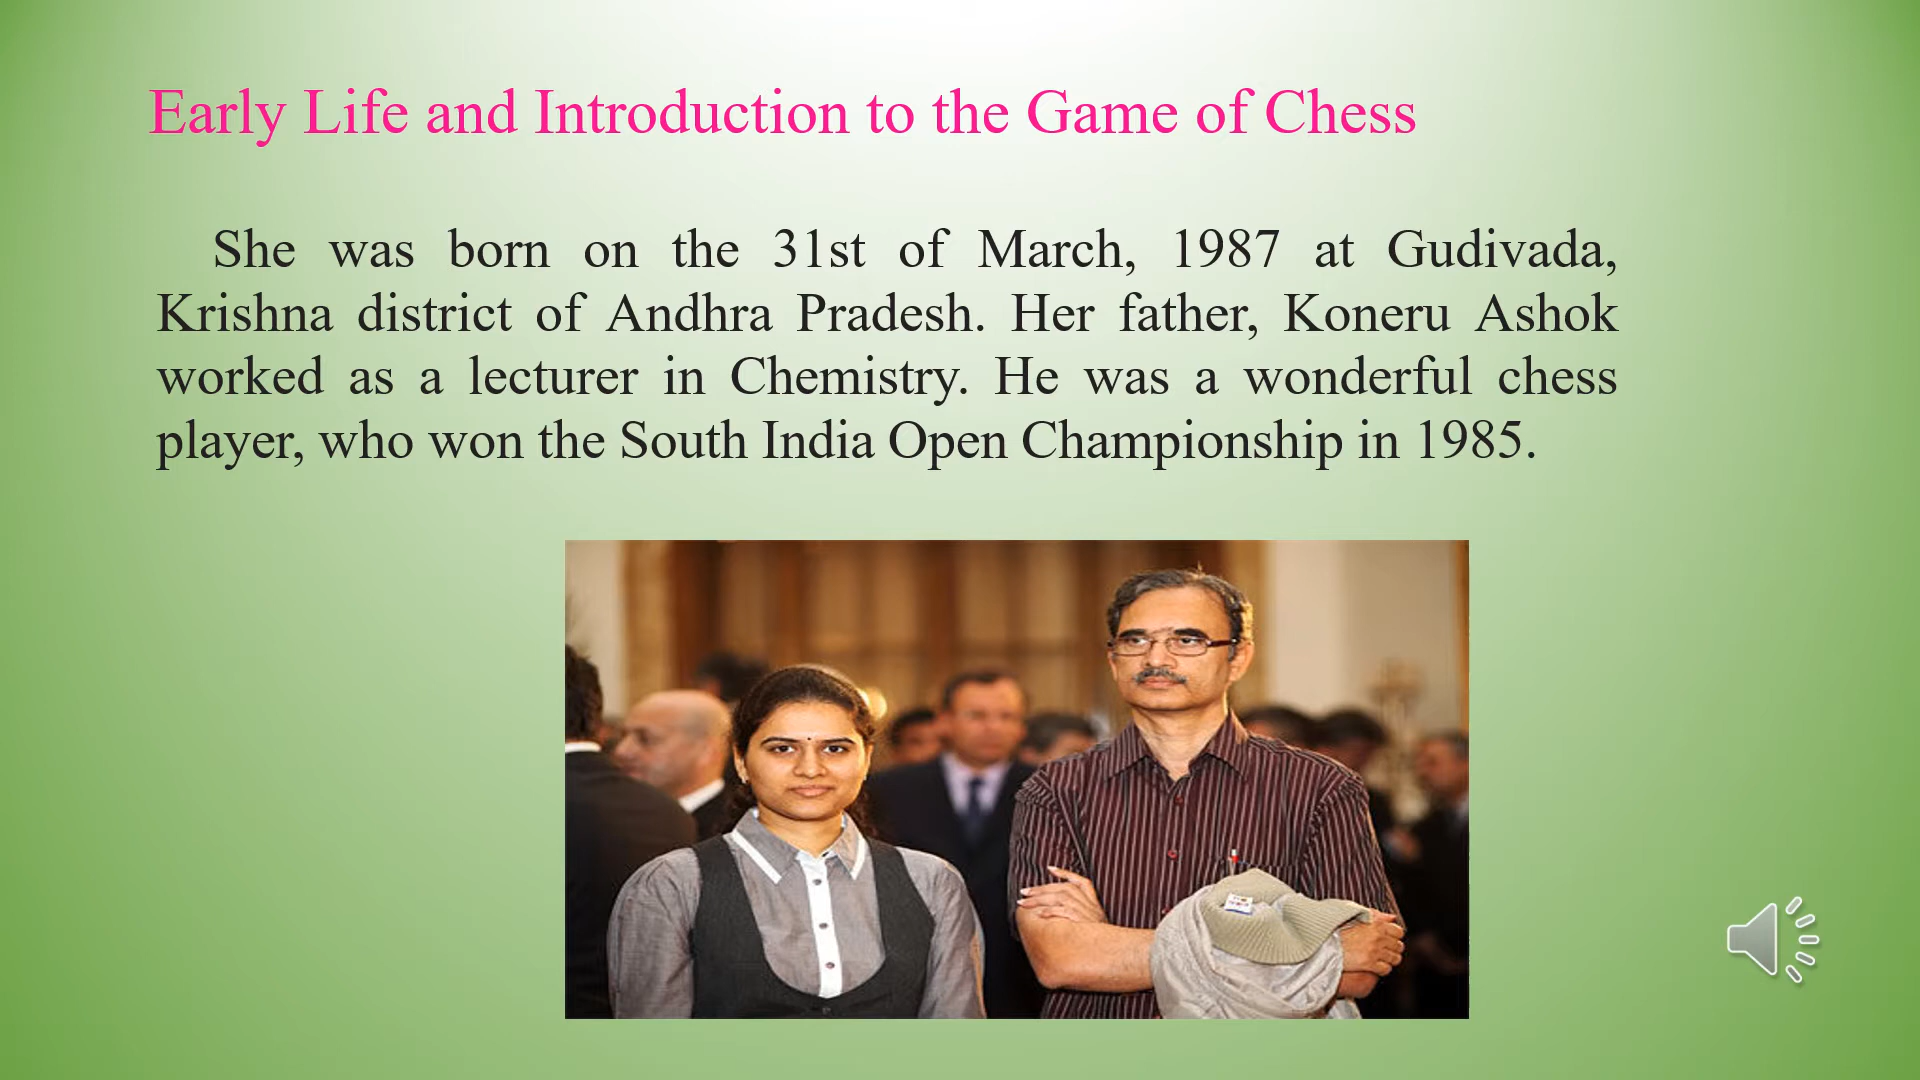 Early Life and Introduction to the Game of Chess
She was born on the 31st of March, 1987 at Gudivada,
Krishna district of Andhra Pradesh. Her father, Koneru Ashok
worked as a lecturer in Chemistry. He was a wonderful chess
player, who won the South India Open Championship in 1985.